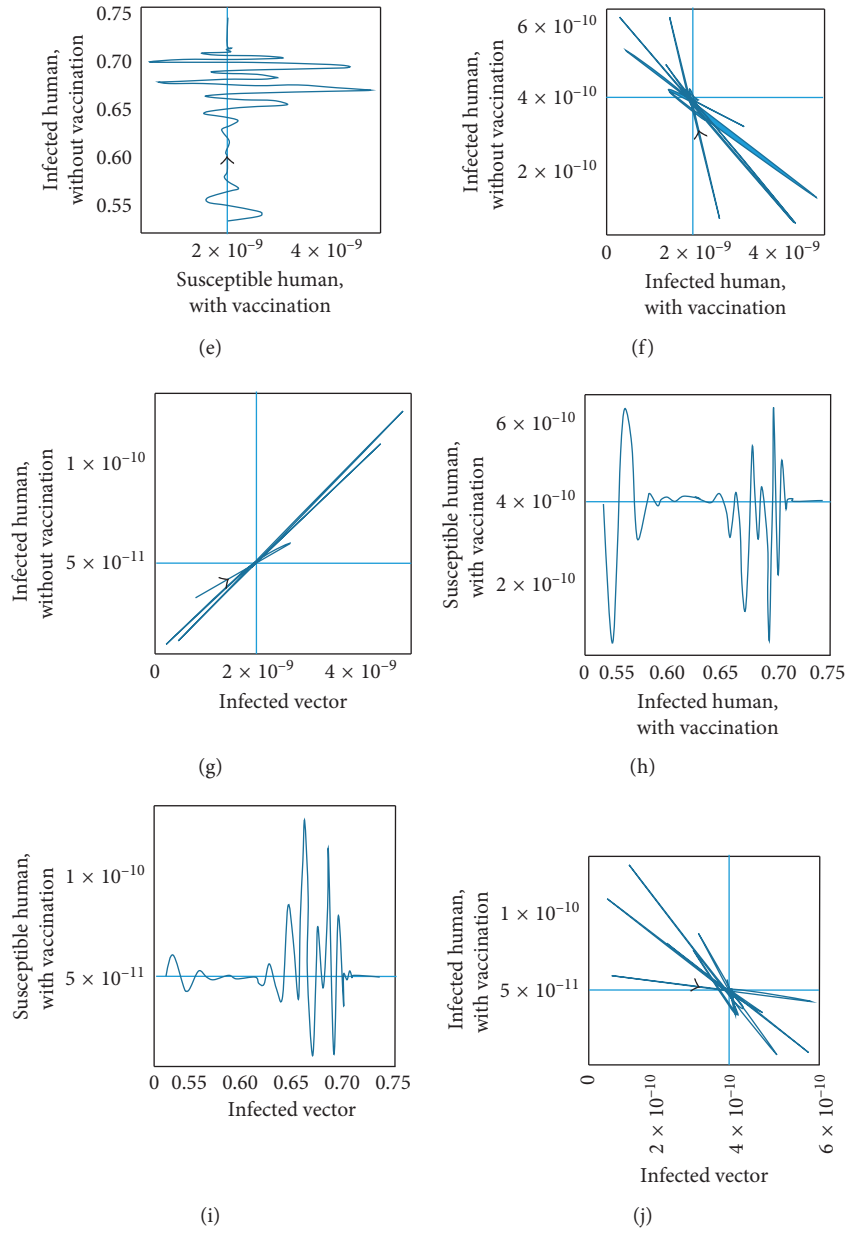 0.75
0.70
0.65
0.60
0.55
Infected human,
without vaccination
2 × 10⁻⁹ 4 × 10⁻⁹
Susceptible human,
with vaccination
(e)
6 × 10⁻¹⁰
4 × 10⁻¹⁰
2 × 10⁻¹⁰
Infected human,
without vaccination
0 2 × 10⁻⁹ 4 × 10⁻⁹
Infected human,
with vaccination
(f)
1 × 10⁻¹⁰
5 × 10⁻¹¹
Infected human,
without vaccination
0 2 × 10⁻⁹ 4 × 10⁻⁹
Infected vector
(g)
6 × 10⁻¹⁰
4 × 10⁻¹⁰
2 × 10⁻¹⁰
Susceptible human,
with vaccination
0 0.55 0.60 0.65 0.70 0.75
Infected human,
with vaccination
(h)
1 × 10⁻¹⁰
5 × 10⁻¹¹
Susceptible human,
with vaccination
0 0.55 0.60 0.65 0.70 0.75
Infected vector
(i)
1 × 10⁻¹⁰
5 × 10⁻¹¹
Infected human,
with vaccination
0
2 × 10⁻¹⁰
4 × 10⁻¹⁰
6 × 10⁻¹⁰
Infected vector
(j)